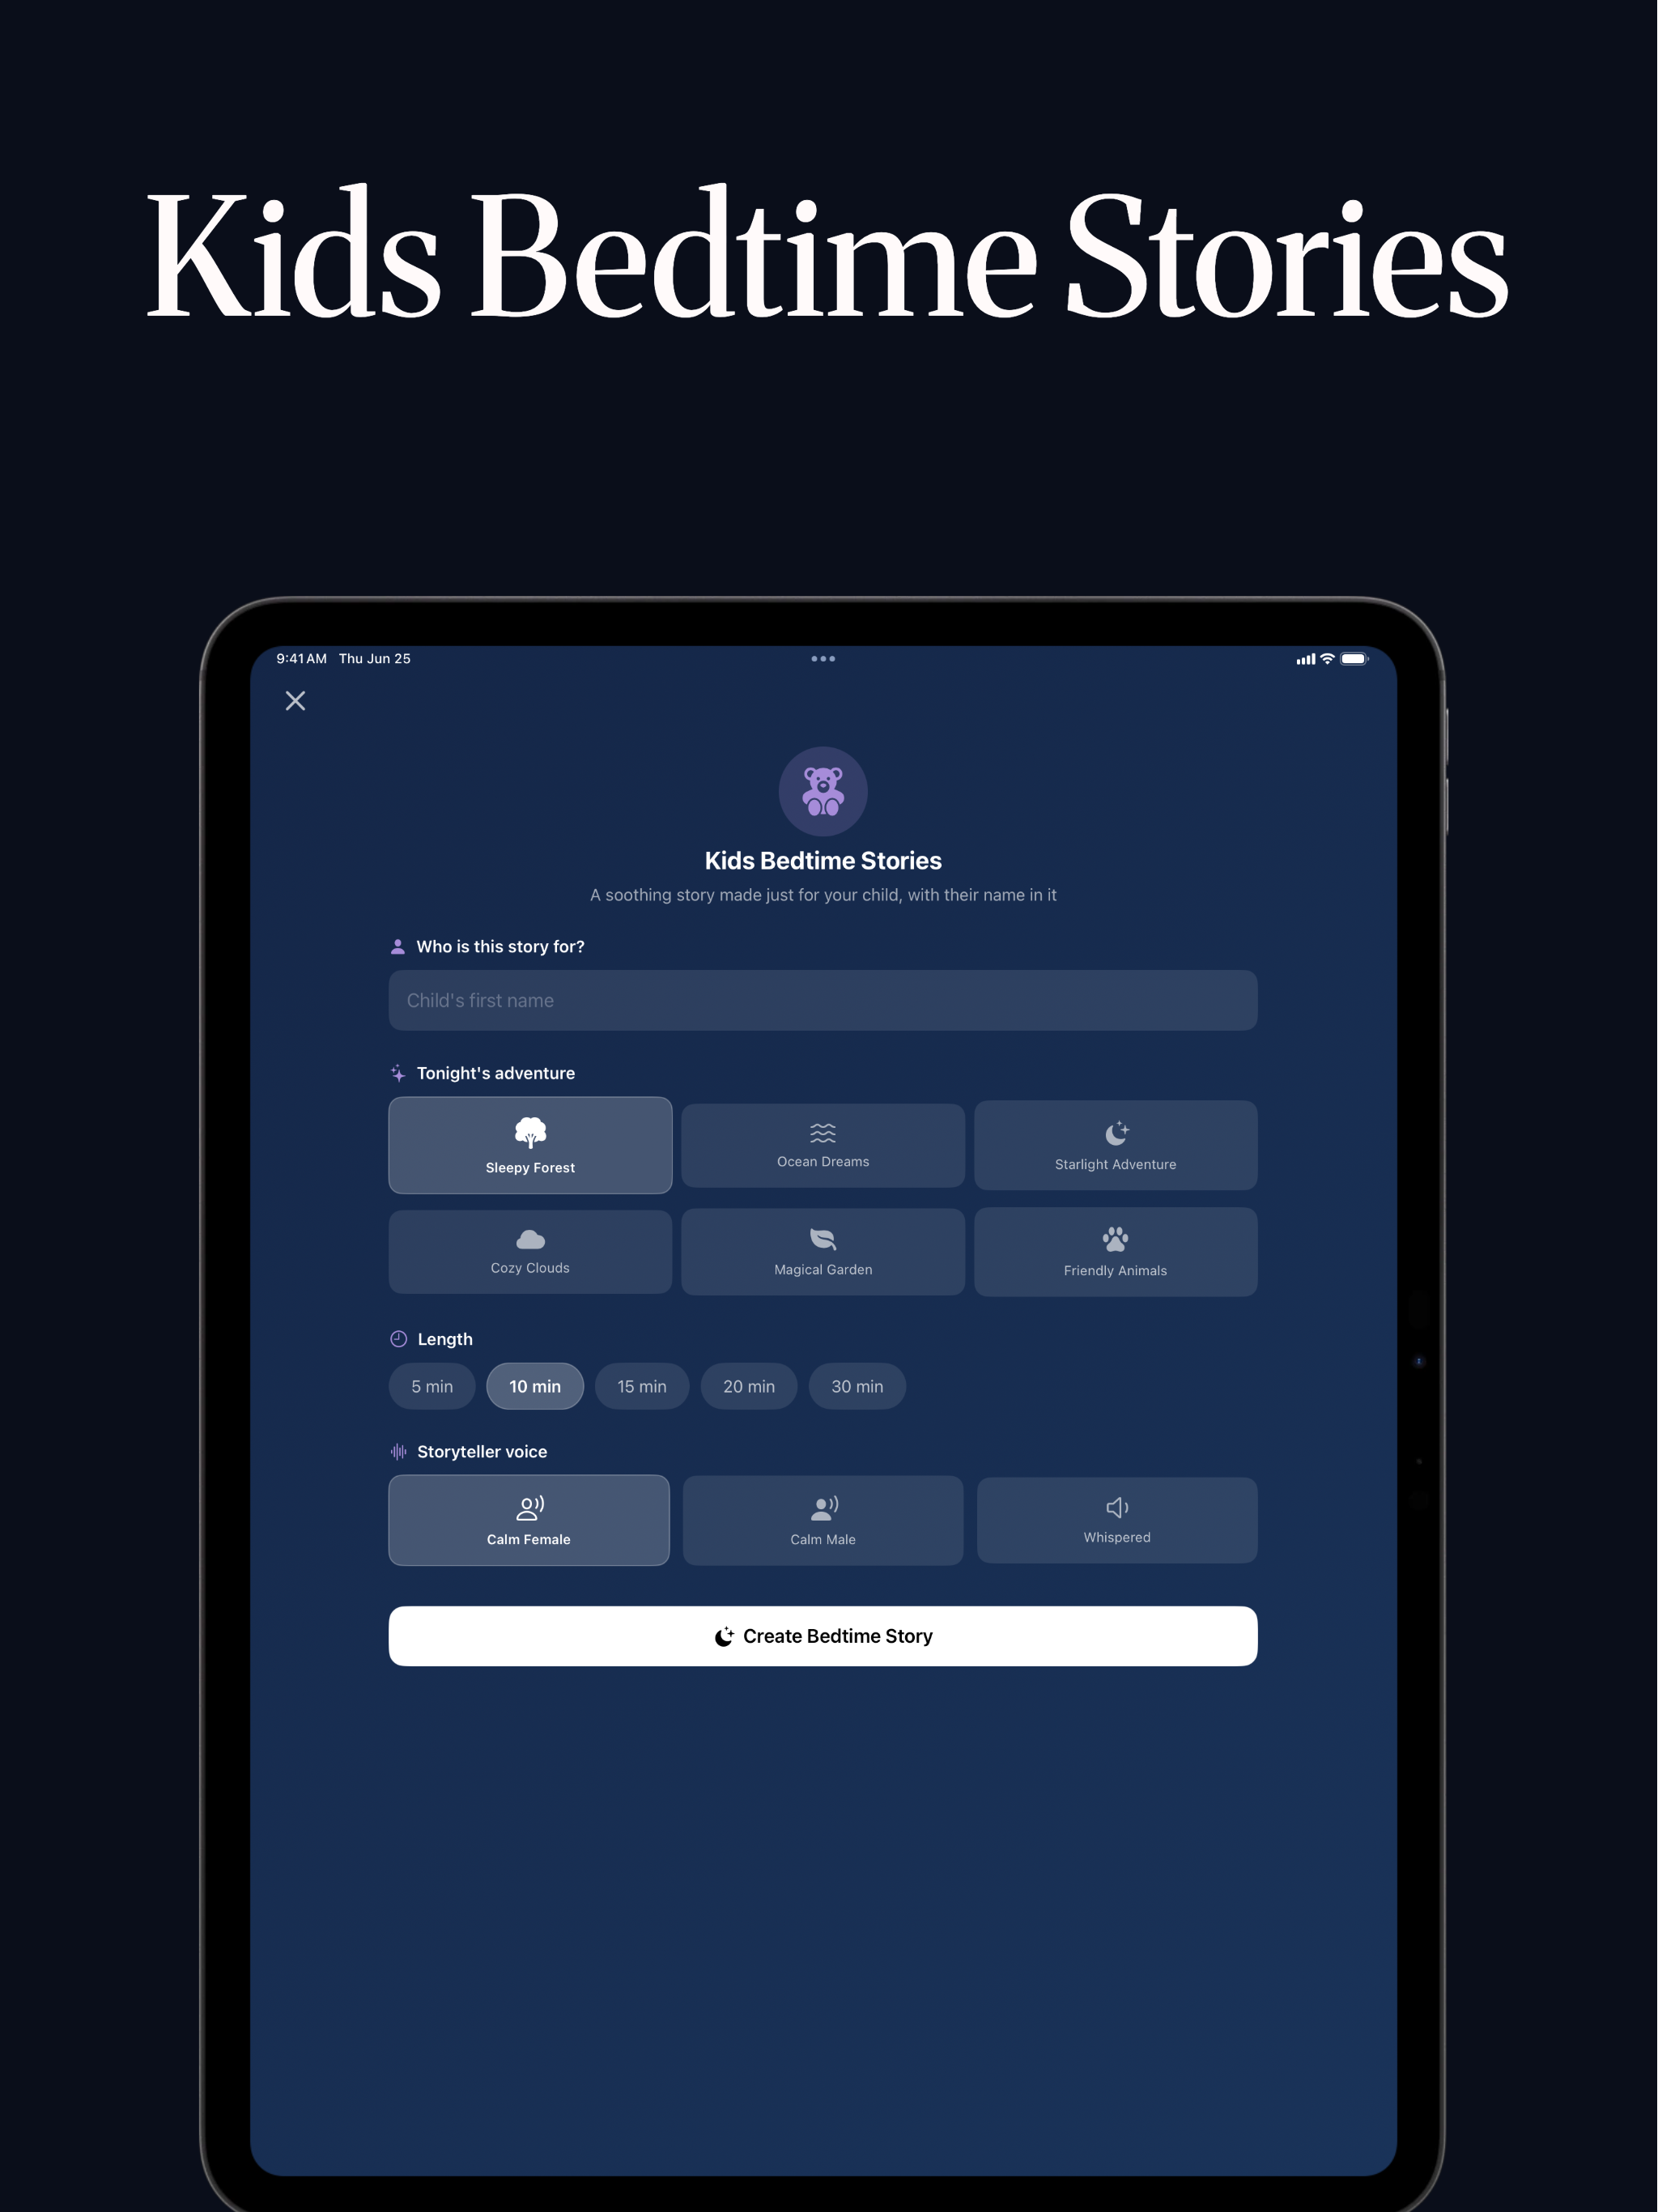 Kids Bedtime Stories
9:41 AM Thu Jun 25
Kids Bedtime Stories
A soothing story made just for your child, with their name in it
Who is this story for?
Child's first name
Tonight's adventure
Sleepy Forest
Ocean Dreams
Starlight Adventure
Cozy Clouds
Magical Garden
Friendly Animals
Length
5 min
10 min
15 min
20 min
30 min
Storyteller voice
Calm Female
Calm Male
Whispered
Create Bedtime Story